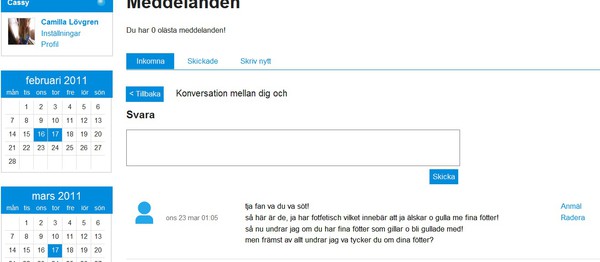 Cassy
Camilla Lövgren
Inställningar
Profil
februari 2011
mån tis ons tor fre lör sön
1 2 3 4 5 6
7 8 9 10 11 12 13
14 15 16 17 18 19 20
21 22 23 24 25 26 27
28
mars 2011
mån tis ons tor fre lör sön
1 2 3 4 5 6
7 8 9 10 11 12 13
14 15 16 17 18 19 20
Meddelanden
Du har 0 olästa meddelanden!
Inkomna Skickade Skriv nytt
< Tillbaka Konversation mellan dig och
Svara
Skicka
ons 23 mar 01:05
tja fan va du va söt!
så här är de, ja har fotfetisch vilket innebär att ja älskar o gulla me fina fötter!
så nu undrar jag om du har fina fötter som gillar o bli gullade med!
men främst av allt undrar jag va tycker du om dina fötter?
Anmäl
Radera